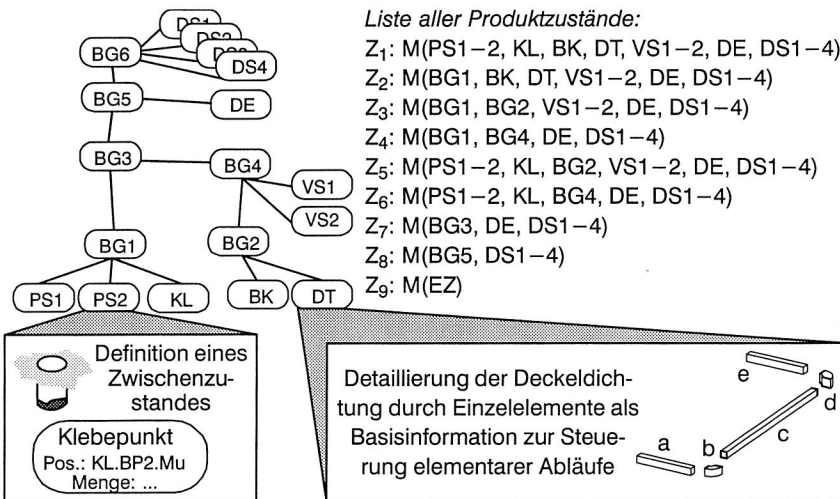 DS1
DS2
DS3
DS4
BG6
BG5
DE
BG3
BG4
VS1
VS2
BG1
BG2
PS1
PS2
KL
BK
DT
Liste aller Produktzustände:
Z1: M(PS1−2, KL, BK, DT, VS1−2, DE, DS1−4)
Z2: M(BG1, BK, DT, VS1−2, DE, DS1−4)
Z3: M(BG1, BG2, VS1−2, DE, DS1−4)
Z4: M(BG1, BG4, DE, DS1−4)
Z5: M(PS1−2, KL, BG2, VS1−2, DE, DS1−4)
Z6: M(PS1−2, KL, BG4, DE, DS1−4)
Z7: M(BG3, DE, DS1−4)
Z8: M(BG5, DS1−4)
Z9: M(EZ)
Definition eines
Zwischenzu-
standes
Klebepunkt
Pos.: KL.BP2.Mu
Menge: ...
Detaillierung der Deckeldich-
tung durch Einzelelemente als
Basisinformation zur Steue-
rung elementarer Abläufe
e
d
c
a
b